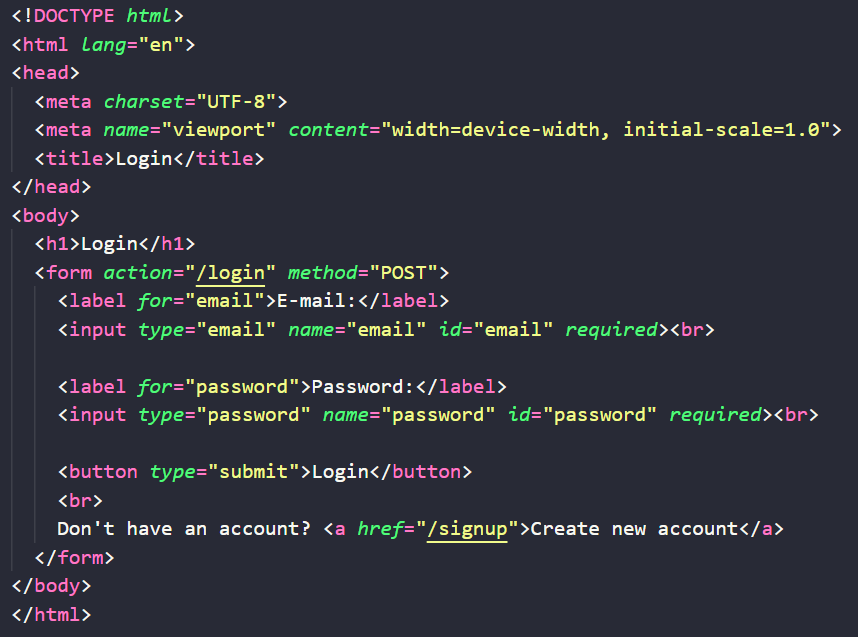 <!DOCTYPE html>
<html lang="en">
<head>
  <meta charset="UTF-8">
  <meta name="viewport" content="width=device-width, initial-scale=1.0">
  <title>Login</title>
</head>
<body>
  <h1>Login</h1>
  <form action="/login" method="POST">
    <label for="email">E-mail:</label>
    <input type="email" name="email" id="email" required><br>

    <label for="password">Password:</label>
    <input type="password" name="password" id="password" required><br>

    <button type="submit">Login</button>
    <br>
    Don't have an account? <a href="/signup">Create new account</a>
  </form>
</body>
</html>